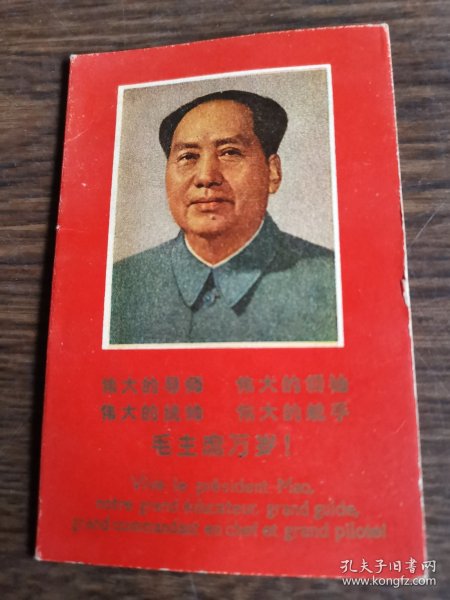 伟大的导师 伟大的领袖
伟大的统帅 伟大的舵手
毛主席万岁!
Vive le président Mao,
notre grand éducateur, grand guide,
grand commandant en chef et grand pilote!
孔夫子旧书网
www.kongfz.com